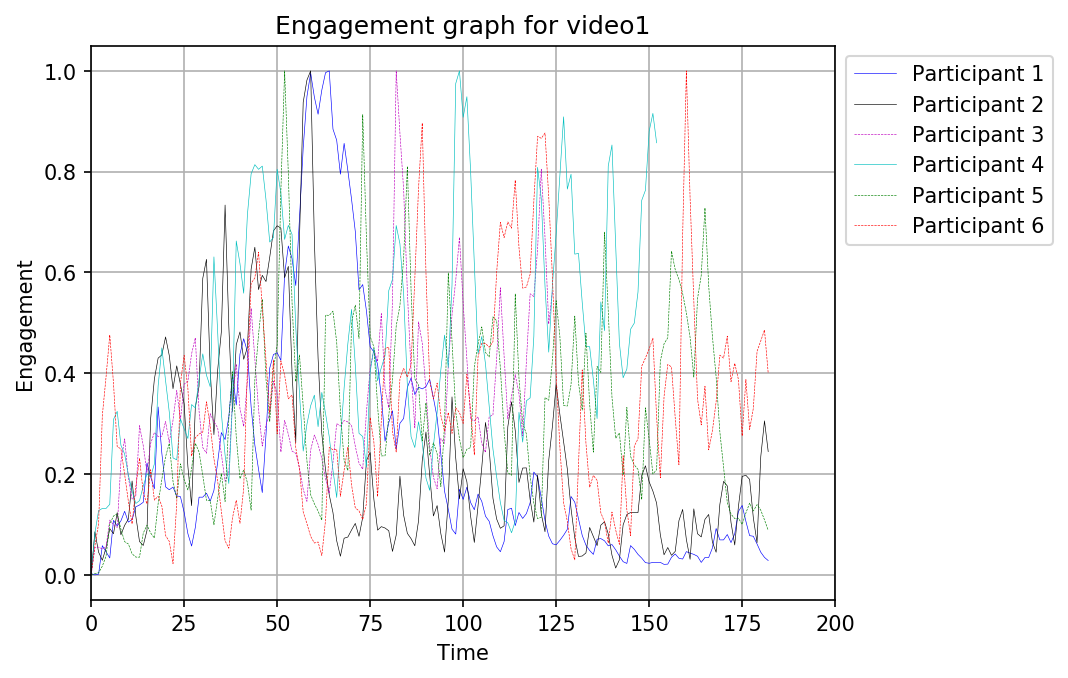 Engagement graph for video1
1.0
0.8
0.6
0.4
0.2
0.0
Engagement
0 25 50 75 100 125 150 175 200
Time
Participant 1
Participant 2
Participant 3
Participant 4
Participant 5
Participant 6